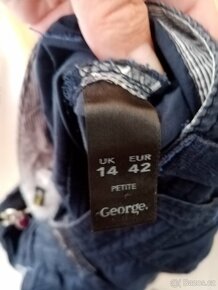 UK EUR
14 42
PETITE
George.